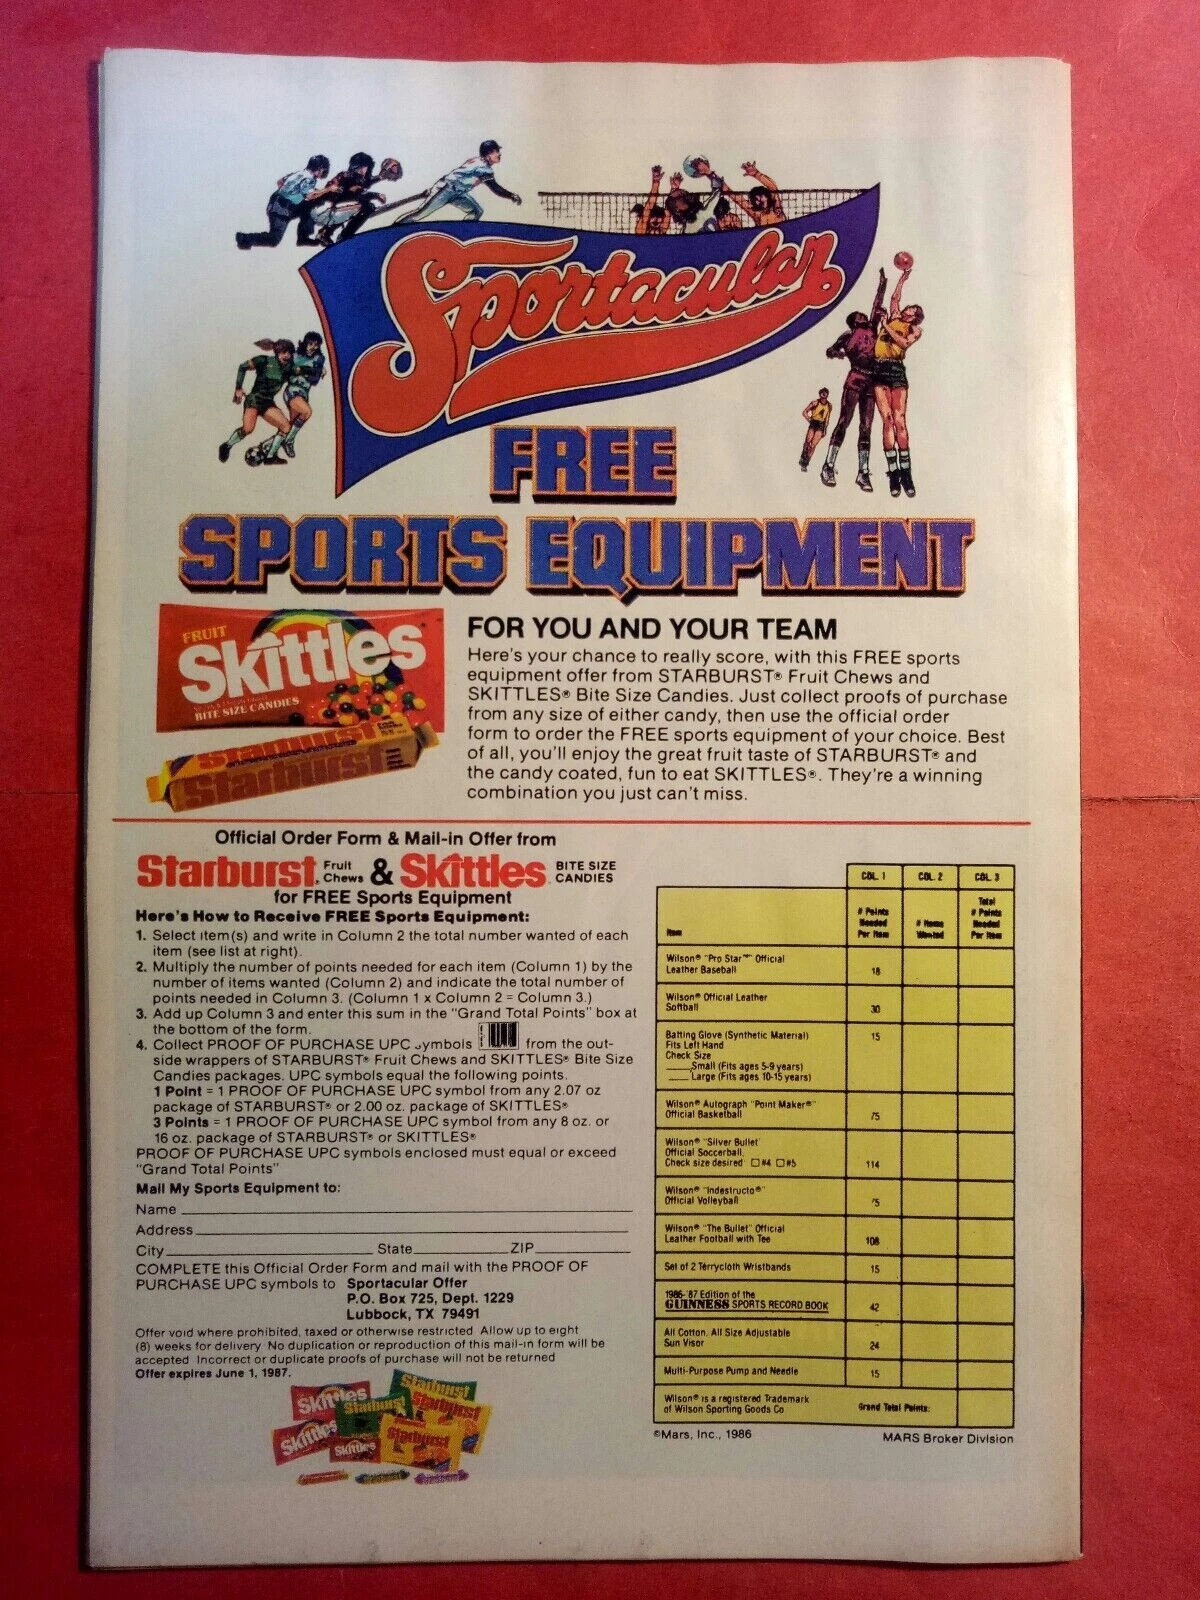 Sportacular
FREE
SPORTS EQUIPMENT
FRUIT
Skittles
BITE SIZE CANDIES
Starburst
Starburst
FOR YOU AND YOUR TEAM
Here's your chance to really score, with this FREE sports
equipment offer from STARBURST® Fruit Chews and
SKITTLES® Bite Size Candies. Just collect proofs of purchase
from any size of either candy, then use the official order
form to order the FREE sports equipment of your choice. Best
of all, you'll enjoy the great fruit taste of STARBURST® and
the candy coated, fun to eat SKITTLES®. They're a winning
combination you just can't miss.
Official Order Form & Mail-in Offer from
Starburst® Fruit Chews & Skittles BITE SIZE CANDIES
for FREE Sports Equipment
Here's How to Receive FREE Sports Equipment:
1. Select item(s) and write in Column 2 the total number wanted of each
item (see list at right).
2. Multiply the number of points needed for each item (Column 1) by the
number of items wanted (Column 2) and indicate the total number of
points needed in Column 3. (Column 1 x Column 2 = Column 3.)
3. Add up Column 3 and enter this sum in the "Grand Total Points" box at
the bottom of the form.
4. Collect PROOF OF PURCHASE UPC symbols from the out-
side wrappers of STARBURST® Fruit Chews and SKITTLES® Bite Size
Candies packages. UPC symbols equal the following points.
1 Point = 1 PROOF OF PURCHASE UPC symbol from any 2.07 oz
package of STARBURST® or 2.00 oz. package of SKITTLES®
3 Points = 1 PROOF OF PURCHASE UPC symbol from any 8 oz. or
16 oz. package of STARBURST® or SKITTLES®
PROOF OF PURCHASE UPC symbols enclosed must equal or exceed
"Grand Total Points"
Mail My Sports Equipment to:
Name
Address
City State ZIP
COMPLETE this Official Order Form and mail with the PROOF OF
PURCHASE UPC symbols to Sportacular Offer
P.O. Box 725, Dept. 1229
Lubbock, TX 79491
Offer void where prohibited, taxed or otherwise restricted Allow up to eight
(8) weeks for delivery No duplication or reproduction of this mail-in form will be
accepted Incorrect or duplicate proofs of purchase will not be returned
Offer expires June 1, 1987.
Skittles
Skittles
Skittles
Starburst
Starburst
Starburst
Starburst
COL. 1 COL. 2 COL. 3
Item # Points Needed Per Item # Items Wanted Total # Points Needed Per Item
Wilson® "Pro Star™" Official
Leather Baseball 18
Wilson® Official Leather
Softball 30
Batting Glove (Synthetic Material) 15
Fits Left Hand
Check Size
Small (Fits ages 5-9 years)
Large (Fits ages 10-15 years)
Wilson® Autograph "Point Maker®"
Official Basketball 75
Wilson® "Silver Bullet"
Official Soccerball,
Check size desired □ #4 □ #5 114
Wilson® "Indestructo®"
Official Volleyball 75
Wilson® "The Bullet" Official
Leather Football with Tee 108
Set of 2 Terrycloth Wristbands 15
1986-'87 Edition of the
GUINNESS SPORTS RECORD BOOK 42
All Cotton, All Size Adjustable
Sun Visor 24
Multi-Purpose Pump and Needle 15
Wilson® is a registered Trademark
of Wilson Sporting Goods Co Grand Total Points:
©Mars, Inc., 1986 MARS Broker Division